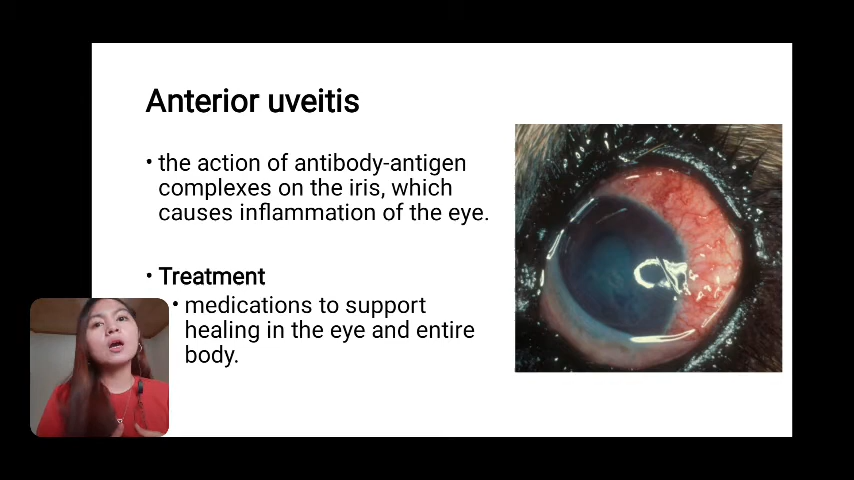 Anterior uveitis
• the action of antibody-antigen
complexes on the iris, which
causes inflammation of the eye.
• Treatment
• medications to support
healing in the eye and entire
body.